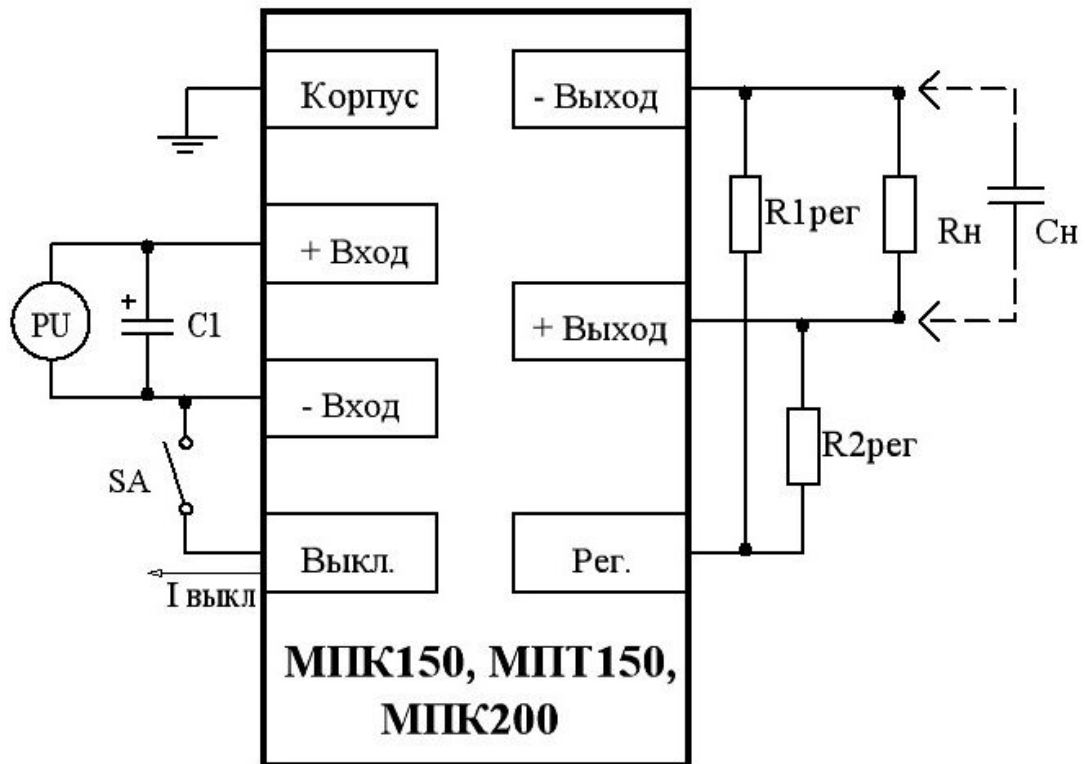 Корпус
- Выход
R1рег
Rн
Сн
+ Вход
PU
+
C1
+ Выход
- Вход
R2рег
SA
Выкл.
Рег.
I выкл
МПК150, МПТ150,
МПК200